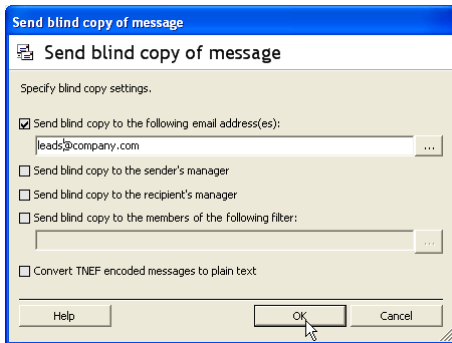 Send blind copy of message
Send blind copy of message
Specify blind copy settings.
Send blind copy to the following email address(es):
leads@company.com
...
Send blind copy to the sender's manager
Send blind copy to the recipient's manager
Send blind copy to the members of the following filter:
...
Convert TNEF encoded messages to plain text
Help
OK
Cancel